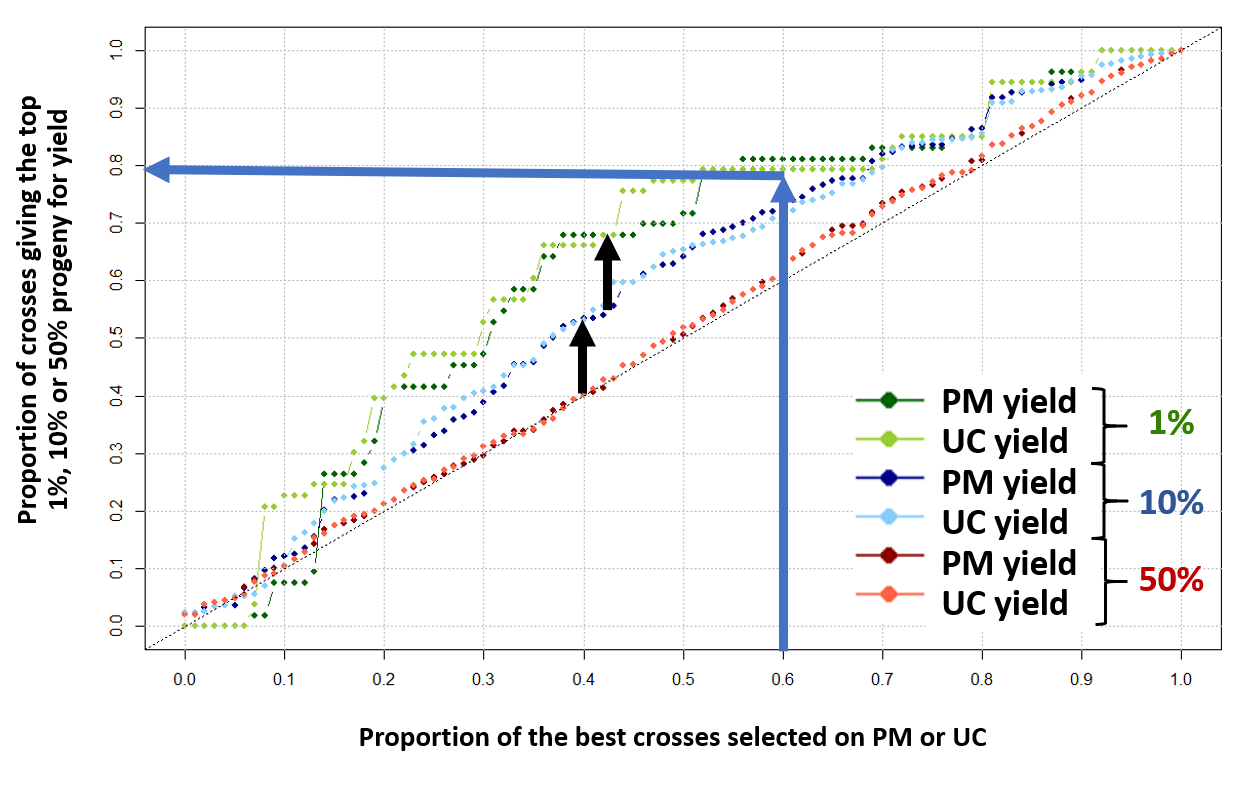 Proportion of crosses giving the top
1%, 10% or 50% progeny for yield
1.0
0.9
0.8
0.7
0.6
0.5
0.4
0.3
0.2
0.1
0.0
PM yield
UC yield
1%
PM yield
UC yield
10%
PM yield
UC yield
50%
0.0 0.1 0.2 0.3 0.4 0.5 0.6 0.7 0.8 0.9 1.0
Proportion of the best crosses selected on PM or UC